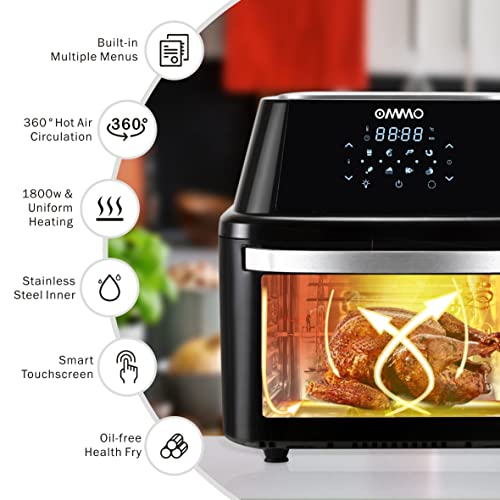 Built-in
Multiple Menus
360°Hot Air
Circulation
360°
1800w &
Uniform
Heating
Stainless
Steel Inner
Smart
Touchscreen
Oil-free
Health Fry
OMMO
88:88